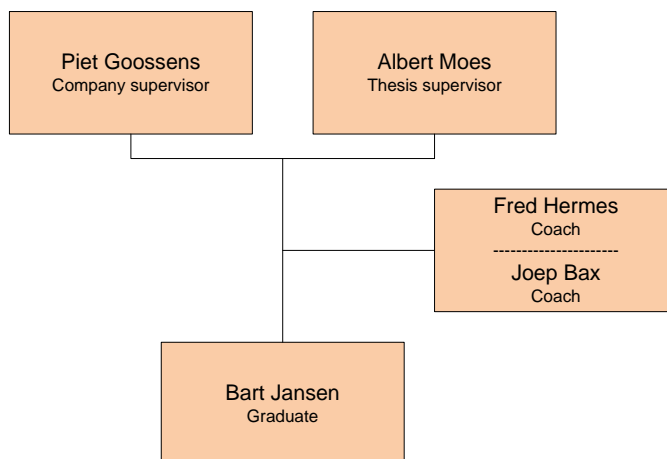 Piet Goossens
Company supervisor
Albert Moes
Thesis supervisor
Fred Hermes
Coach
----------------------
Joep Bax
Coach
Bart Jansen
Graduate